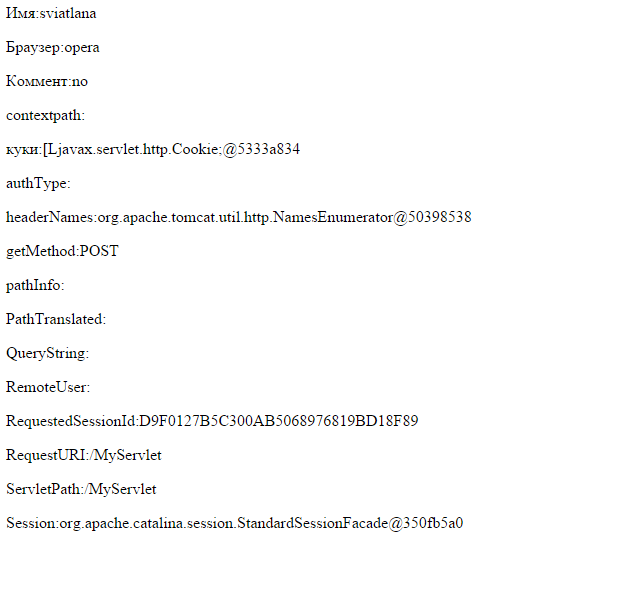 Имя:sviatlana
Браузер:opera
Коммент:no
contextpath:
куки:[Ljavax.servlet.http.Cookie;@5333a834
authType:
headerNames:org.apache.tomcat.util.http.NamesEnumerator@50398538
getMethod:POST
pathInfo:
PathTranslated:
QueryString:
RemoteUser:
RequestedSessionId:D9F0127B5C300AB5068976819BD18F89
RequestURI:/MyServlet
ServletPath:/MyServlet
Session:org.apache.catalina.session.StandardSessionFacade@350fb5a0